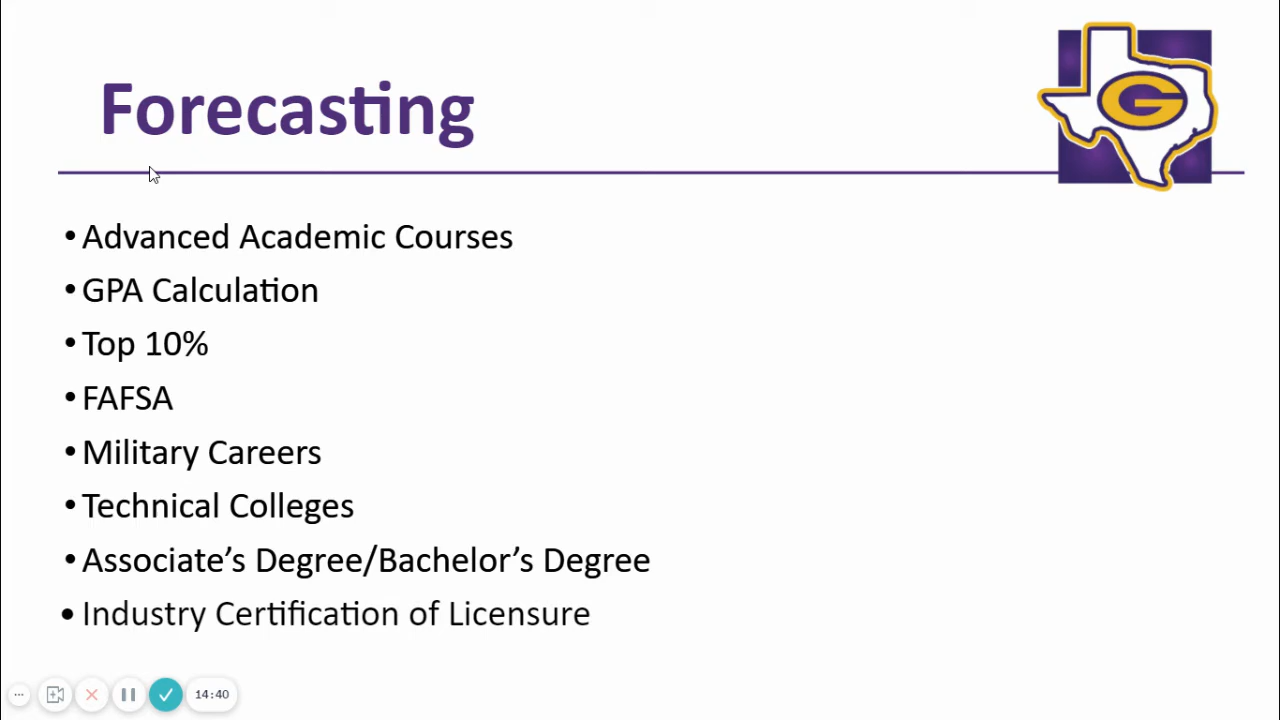 Forecasting
G
• Advanced Academic Courses
• GPA Calculation
• Top 10%
• FAFSA
• Military Careers
• Technical Colleges
• Associate’s Degree/Bachelor’s Degree
• Industry Certification of Licensure
14:40